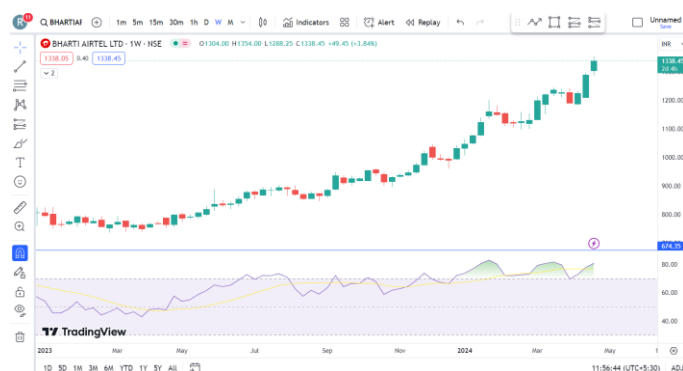 R 11 BHARTIAF 1m 5m 15m 30m 1h D W M Indicators Alert Replay Unnamed
Save
BHARTI AIRTEL LTD · 1W · NSE O1304.00 H1354.00 L1288.25 C1338.45 +49.45 (+3.84%) INR
1338.05 0.40 1338.45 1338.45
2d 4h
2
1200.00
1100.00
1000.00
900.00
800.00
674.35
80.00
60.00
40.00
TradingView
2023 Mar May Jul Sep Nov 2024 Mar May
1D 5D 1M 3M 6M YTD 1Y 5Y All 11:56:44 (UTC+5:30) ADJ